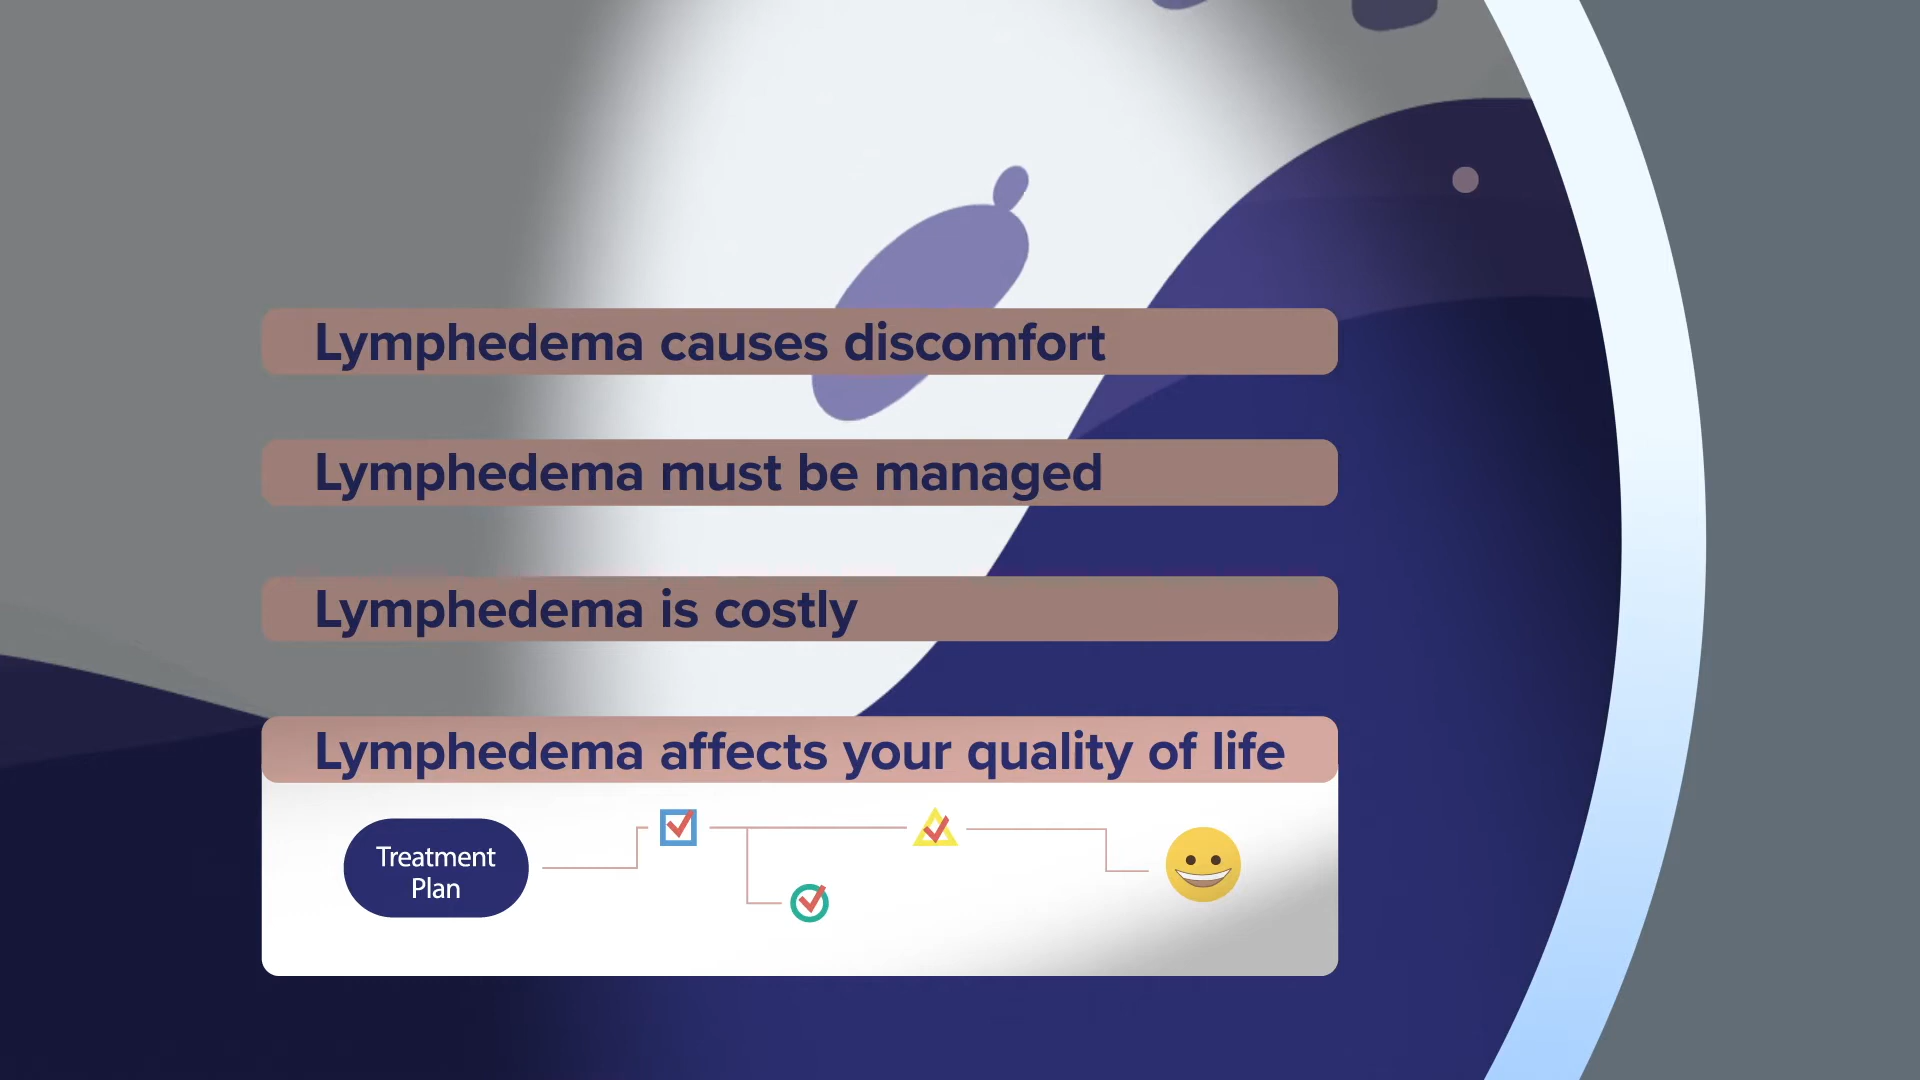 Lymphedema causes discomfort
Lymphedema must be managed
Lymphedema is costly
Lymphedema affects your quality of life
Treatment
Plan